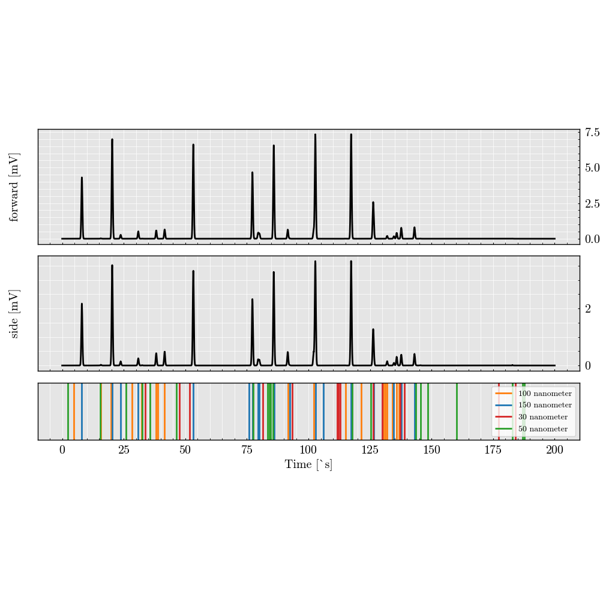 forward [mV]
7.5
5.0
2.5
0.0
side [mV]
2
0
100 nanometer
150 nanometer
30 nanometer
50 nanometer
0 25 50 75 100 125 150 175 200
Time [`s]